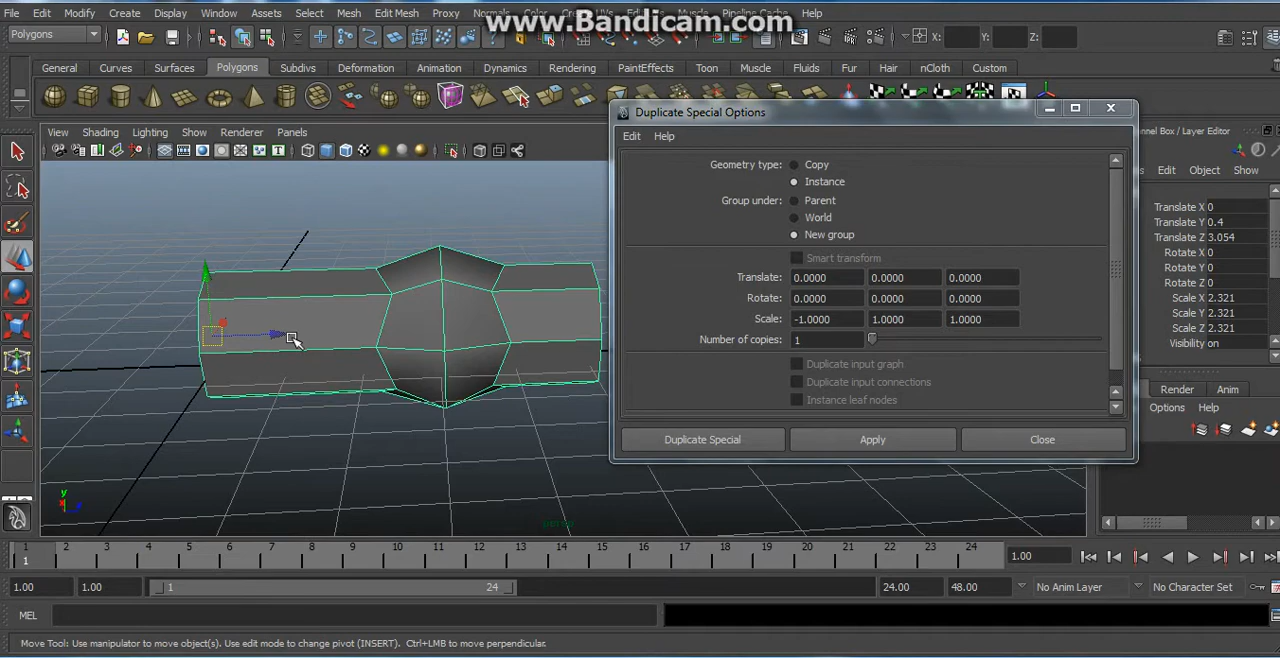 www.Bandicam.com
Edit Modify Create Display Window Assets Select Mesh Edit Mesh Proxy Normals Color Muscle Pipeline Cache Help
Polygons X: Y: Z:
General Curves Surfaces Polygons Subdivs Deformation Animation Dynamics Rendering PaintEffects Toon Muscle Fluids Fur Hair nCloth Custom
View Shading Lighting Show Renderer Panels
Duplicate Special Options
Edit Help
Geometry type: Copy
Instance
Group under: Parent
World
New group
Smart transform
Translate: 0.0000 0.0000 0.0000
Rotate: 0.0000 0.0000 0.0000
Scale: -1.0000 1.0000 1.0000
Number of copies: 1
Duplicate input graph
Duplicate input connections
Instance leaf nodes
Duplicate Special Apply Close
nnel Box / Layer Editor
s Edit Object Show
Translate X 0
Translate Y 0.4
Translate Z 3.054
Rotate X 0
Rotate Y 0
Rotate Z 0
Scale X 2.321
Scale Y 2.321
Scale Z 2.321
Visibility on
Render Anim
Options Help
y
x z
1 2 3 4 5 6 7 8 9 10 11 12 13 14 15 16 17 18 19 20 21 22 23 24
1
1.00
1.00 1.00 1 24 24.00 48.00 No Anim Layer No Character Set
MEL
Move Tool: Use manipulator to move object(s). Use edit mode to change pivot (INSERT). Ctrl+LMB to move perpendicular.